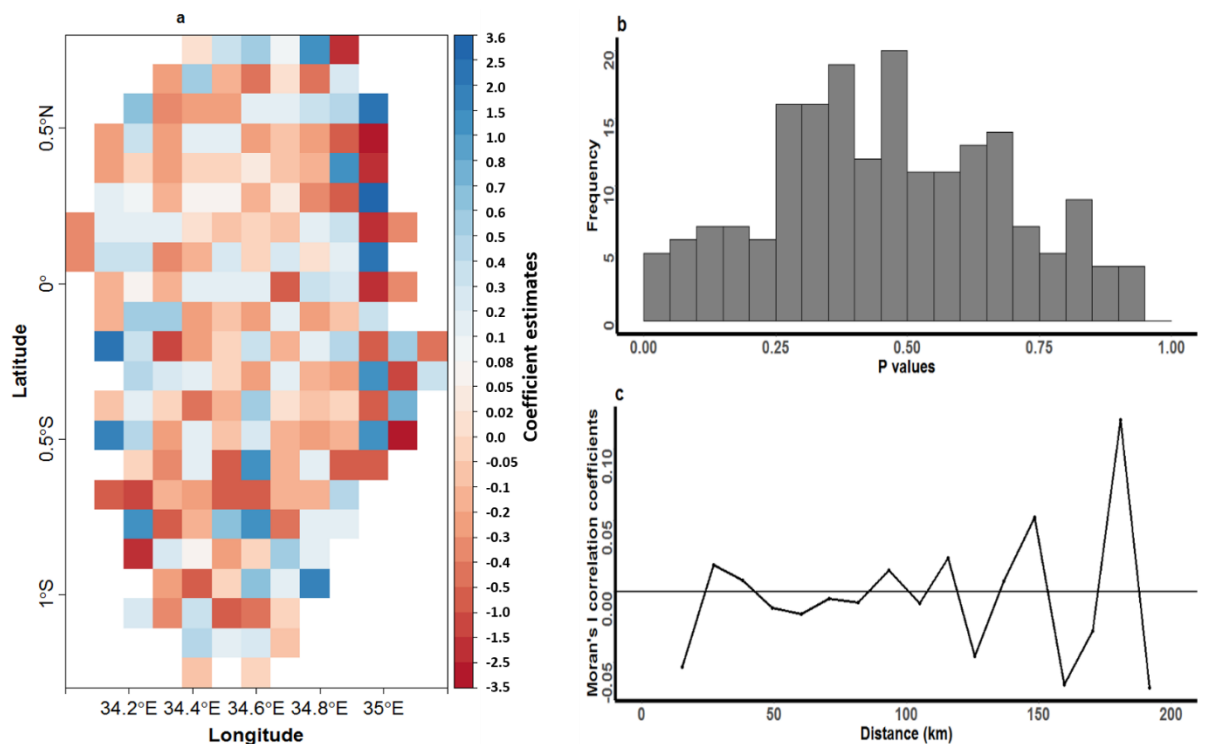 a
0.5°N
0°
0.5°S
1°S
Latitude
34.2°E 34.4°E 34.6°E 34.8°E 35°E
Longitude
3.6
2.5
1.5
1.0
0.8
0.7
0.6
0.5
0.4
0.3
0.2
0.1
0.08
0.05
0.02
0.0
-0.05
-0.1
-0.2
-0.3
-0.4
-0.5
-1.0
-1.5
-2.5
-3.5
Coefficient estimates
b
20
15
10
5
0
Frequency
0.00 0.25 0.50 0.75 1.00
P values
c
0.10
0.05
0.00
-0.05
Moran's I correlation coefficients
0 50 100 150 200
Distance (km)